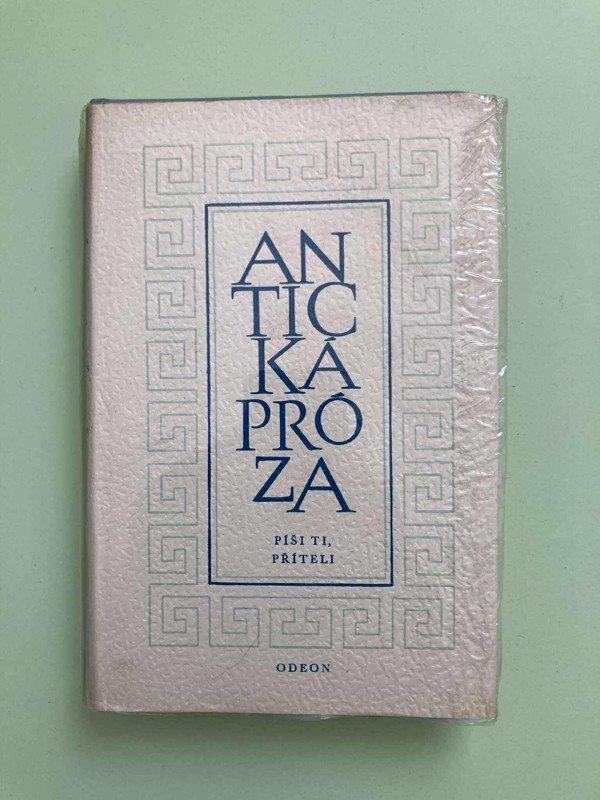 AN
TIC
KÁ
PRÓ
ZA
PÍŠI TI,
PŘÍTELI
ODEON